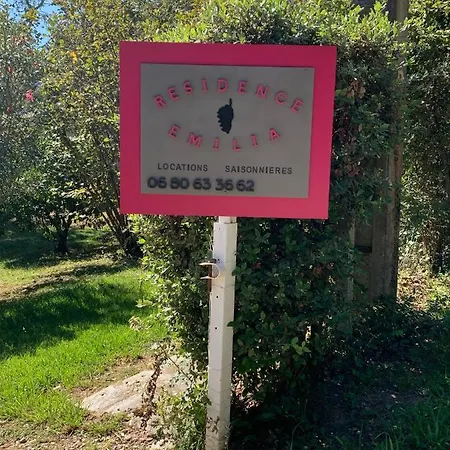 RESIDENCE
EMILIA
LOCATIONS SAISONNIERES
06 80 63 36 62